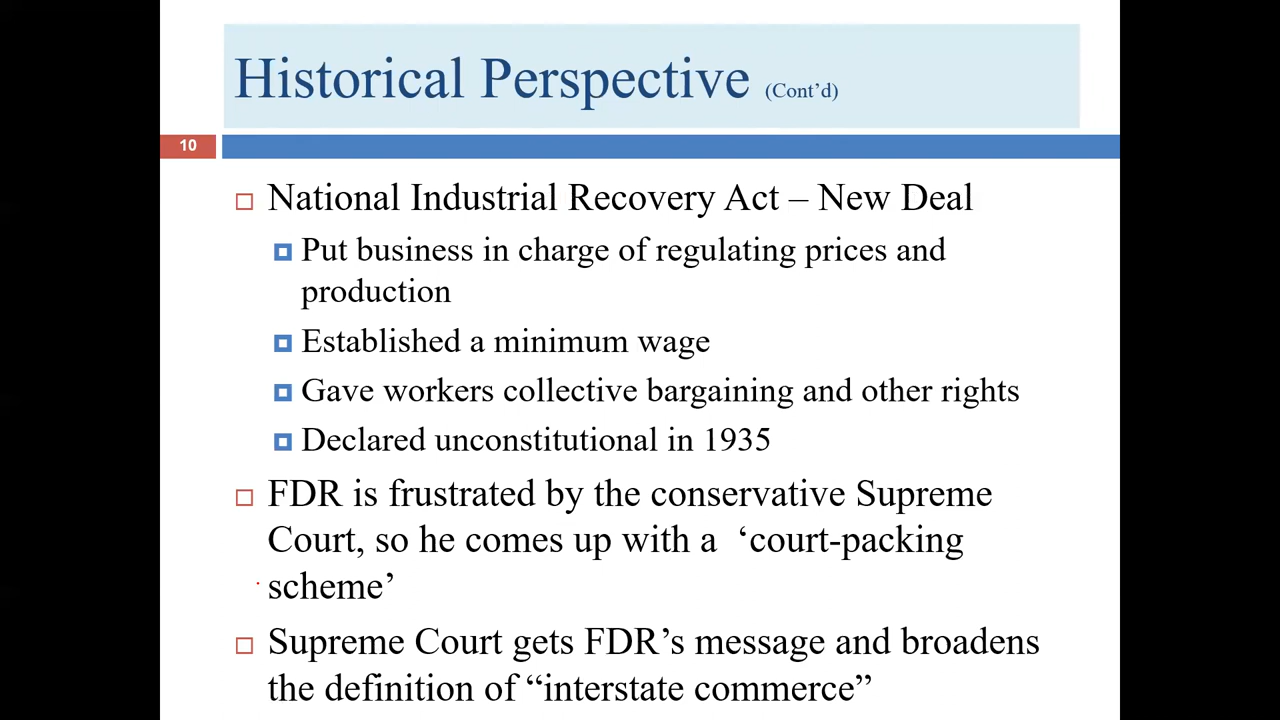 Historical Perspective (Cont’d)
10
National Industrial Recovery Act – New Deal
Put business in charge of regulating prices and
production
Established a minimum wage
Gave workers collective bargaining and other rights
Declared unconstitutional in 1935
FDR is frustrated by the conservative Supreme
Court, so he comes up with a ‘court-packing
scheme’
Supreme Court gets FDR’s message and broadens
the definition of “interstate commerce”